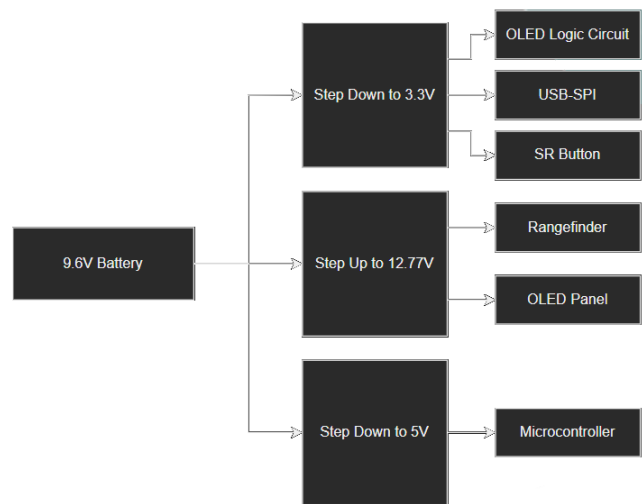 OLED Logic Circuit
Step Down to 3.3V
USB-SPI
SR Button
Rangefinder
9.6V Battery
Step Up to 12.77V
OLED Panel
Step Down to 5V
Microcontroller